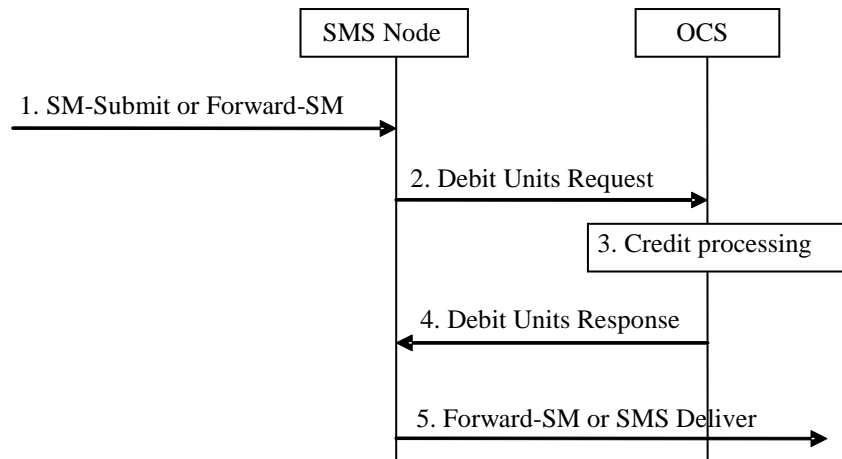 SMS Node
OCS
1. SM-Submit or Forward-SM
2. Debit Units Request
3. Credit processing
4. Debit Units Response
5. Forward-SM or SMS Deliver